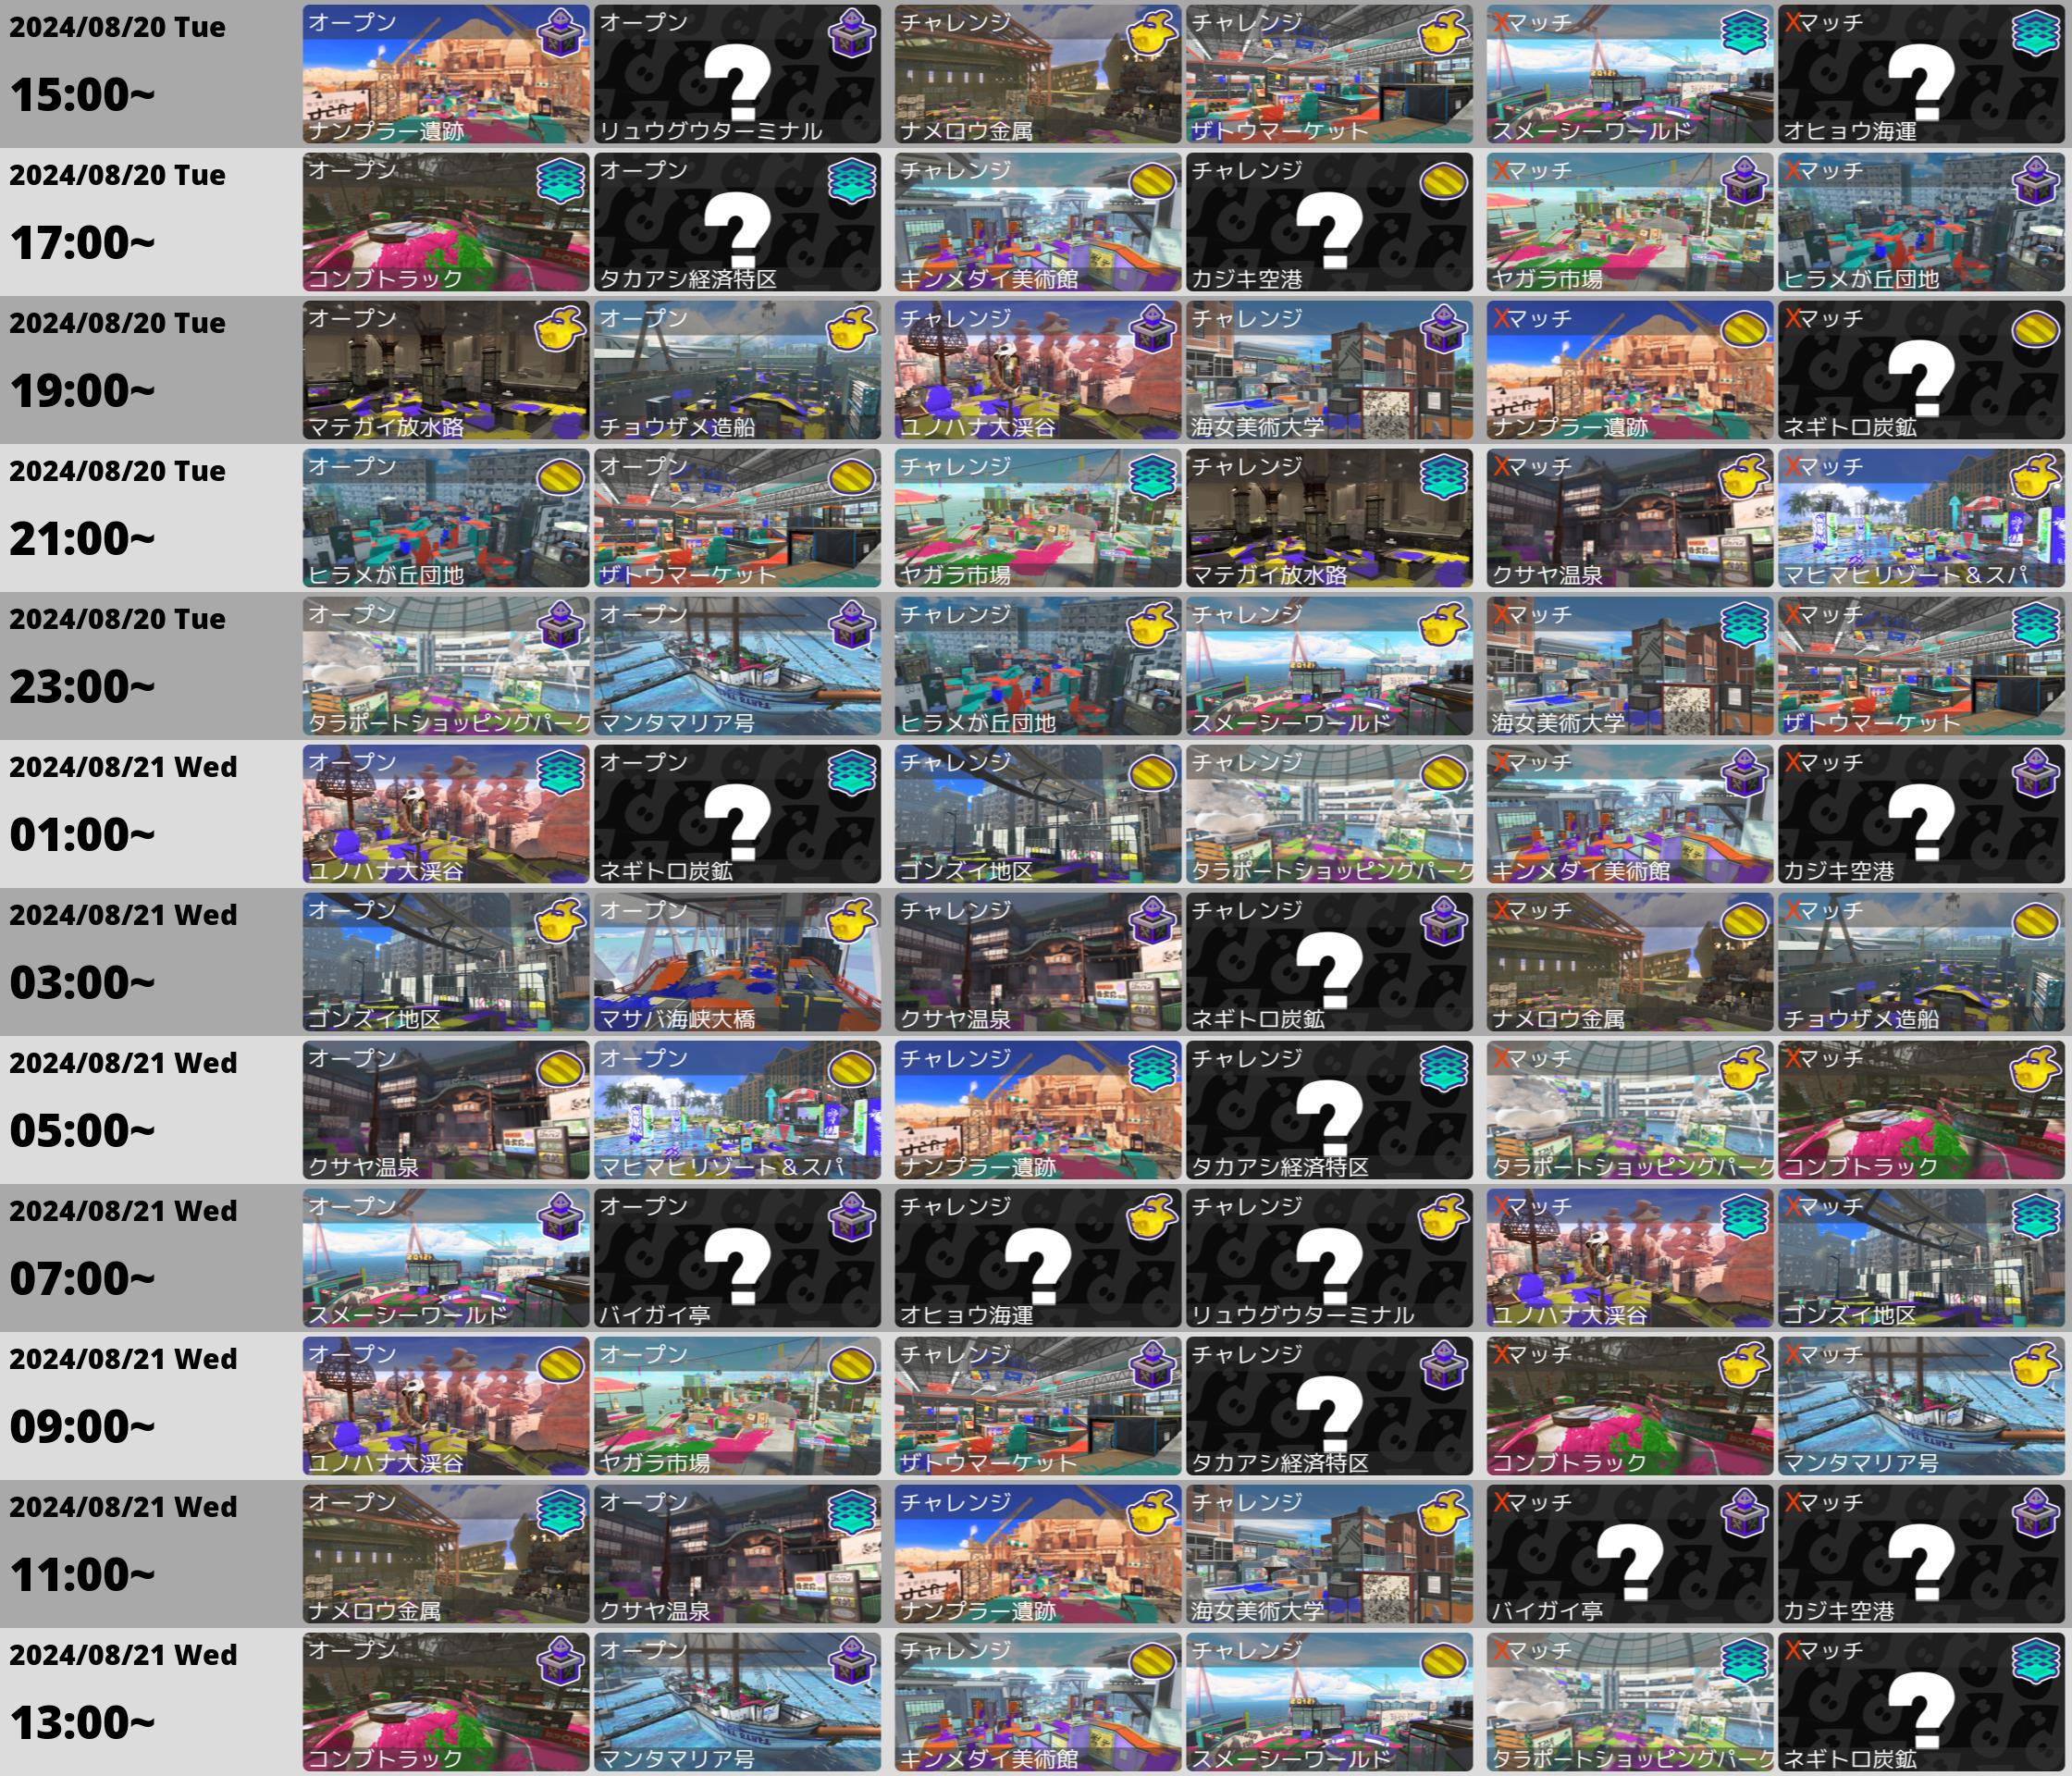 2024/08/20 Tue
15:00~
オープン
ナンプラー遺跡
オープン
?
リュウグウターミナル
チャレンジ
ナメロウ金属
チャレンジ
ザトウマーケット
Xマッチ
スメーシーワールド
Xマッチ
?
オヒョウ海運
2024/08/20 Tue
17:00~
オープン
コンブトラック
オープン
?
タカアシ経済特区
チャレンジ
キンメダイ美術館
チャレンジ
?
カジキ空港
Xマッチ
ヤガラ市場
Xマッチ
ヒラメが丘団地
2024/08/20 Tue
19:00~
オープン
マテガイ放水路
オープン
チョウザメ造船
チャレンジ
ユノハナ大渓谷
チャレンジ
海女美術大学
Xマッチ
ナンプラー遺跡
Xマッチ
?
ネギトロ炭鉱
2024/08/20 Tue
21:00~
オープン
ヒラメが丘団地
オープン
ザトウマーケット
チャレンジ
ヤガラ市場
チャレンジ
マテガイ放水路
Xマッチ
クサヤ温泉
Xマッチ
マヒマヒリゾート&スパ
2024/08/20 Tue
23:00~
オープン
タラポートショッピングパーク
オープン
マンタマリア号
チャレンジ
ヒラメが丘団地
チャレンジ
スメーシーワールド
Xマッチ
海女美術大学
Xマッチ
ザトウマーケット
2024/08/21 Wed
01:00~
オープン
ユノハナ大渓谷
オープン
?
ネギトロ炭鉱
チャレンジ
ゴンズイ地区
チャレンジ
タラポートショッピングパーク
Xマッチ
キンメダイ美術館
Xマッチ
?
カジキ空港
2024/08/21 Wed
03:00~
オープン
ゴンズイ地区
オープン
マサバ海峡大橋
チャレンジ
クサヤ温泉
チャレンジ
?
ネギトロ炭鉱
Xマッチ
ナメロウ金属
Xマッチ
チョウザメ造船
2024/08/21 Wed
05:00~
オープン
クサヤ温泉
オープン
マヒマヒリゾート&スパ
チャレンジ
ナンプラー遺跡
チャレンジ
?
タカアシ経済特区
Xマッチ
タラポートショッピングパーク
Xマッチ
コンブトラック
2024/08/21 Wed
07:00~
オープン
スメーシーワールド
オープン
?
バイガイ亭
チャレンジ
?
オヒョウ海運
チャレンジ
?
リュウグウターミナル
Xマッチ
ユノハナ大渓谷
Xマッチ
ゴンズイ地区
2024/08/21 Wed
09:00~
オープン
ユノハナ大渓谷
オープン
ヤガラ市場
チャレンジ
ザトウマーケット
チャレンジ
?
タカアシ経済特区
Xマッチ
コンブトラック
Xマッチ
マンタマリア号
2024/08/21 Wed
11:00~
オープン
ナメロウ金属
オープン
クサヤ温泉
チャレンジ
ナンプラー遺跡
チャレンジ
海女美術大学
Xマッチ
?
バイガイ亭
Xマッチ
?
カジキ空港
2024/08/21 Wed
13:00~
オープン
コンブトラック
オープン
マンタマリア号
チャレンジ
キンメダイ美術館
チャレンジ
スメーシーワールド
Xマッチ
タラポートショッピングパーク
Xマッチ
?
ネギトロ炭鉱